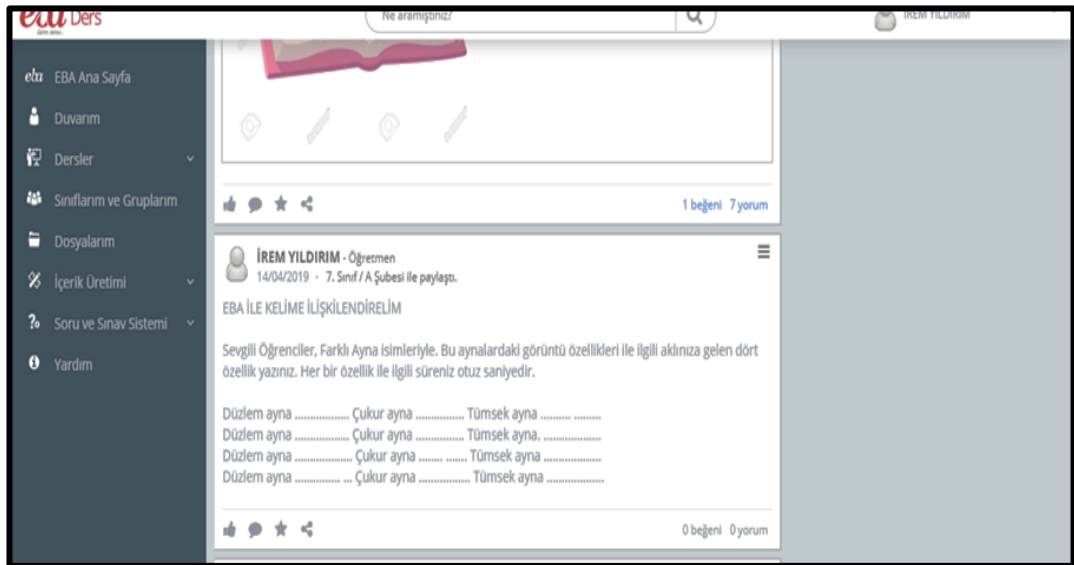 eba Ders
Ne aramıştınız?
İREM YILDIRIM
eba EBA Ana Sayfa
Duvarım
Dersler
Sınıflarım ve Gruplarım
Dosyalarım
İçerik Üretimi
Soru ve Sınav Sistemi
Yardım
1 beğeni 7 yorum
İREM YILDIRIM - Öğretmen
14/04/2019 · 7. Sınıf / A Şubesi ile paylaştı.
EBA İLE KELİME İLİŞKİLENDİRELİM
Sevgili Öğrenciler, Farklı Ayna isimleriyle. Bu aynalardaki görüntü özellikleri ile ilgili aklınıza gelen dört
özellik yazınız. Her bir özellik ile ilgili süreniz otuz saniyedir.
Düzlem ayna .................. Çukur ayna ................ Tümsek ayna .......... .........
Düzlem ayna .................. Çukur ayna ................ Tümsek ayna. ...................
Düzlem ayna ................... Çukur ayna ........ ....... Tümsek ayna ...................
Düzlem ayna ............... ... Çukur ayna ................. Tümsek ayna ...................
0 beğeni 0 yorum